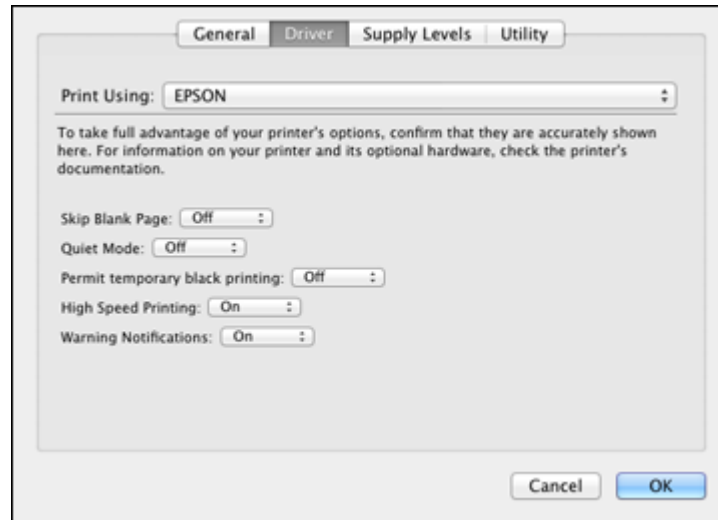 General Driver Supply Levels Utility
Print Using: EPSON
To take full advantage of your printer's options, confirm that they are accurately shown
here. For information on your printer and its optional hardware, check the printer's
documentation.
Skip Blank Page: Off
Quiet Mode: Off
Permit temporary black printing: Off
High Speed Printing: On
Warning Notifications: On
Cancel OK